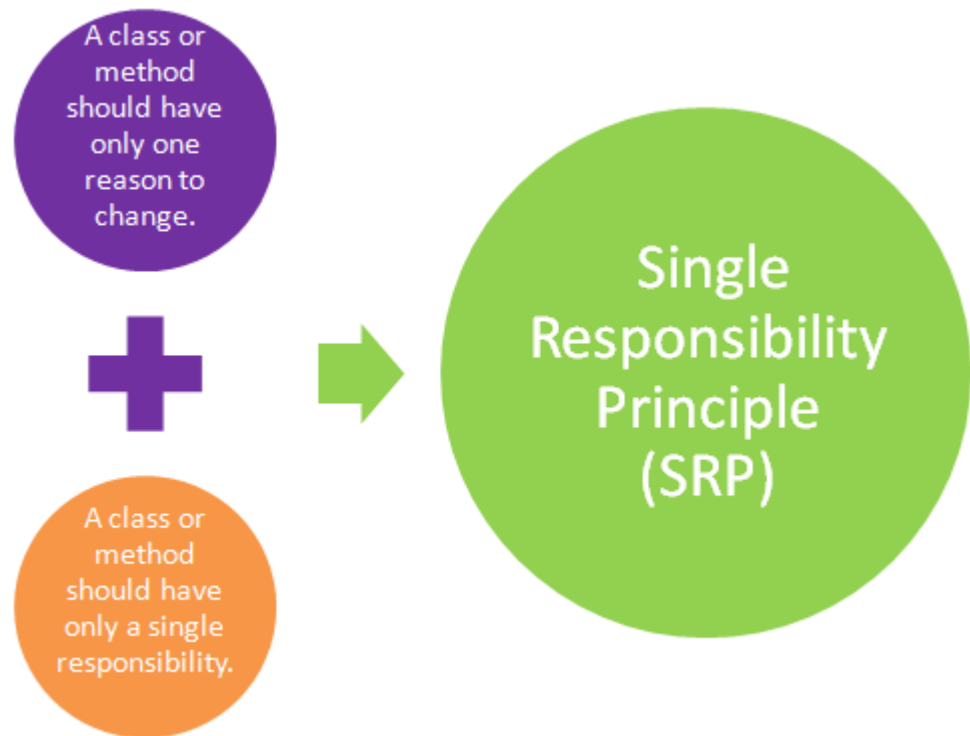 A class or
method
should have
only one
reason to
change.
A class or
method
should have
only a single
responsibility.
Single
Responsibility
Principle
(SRP)